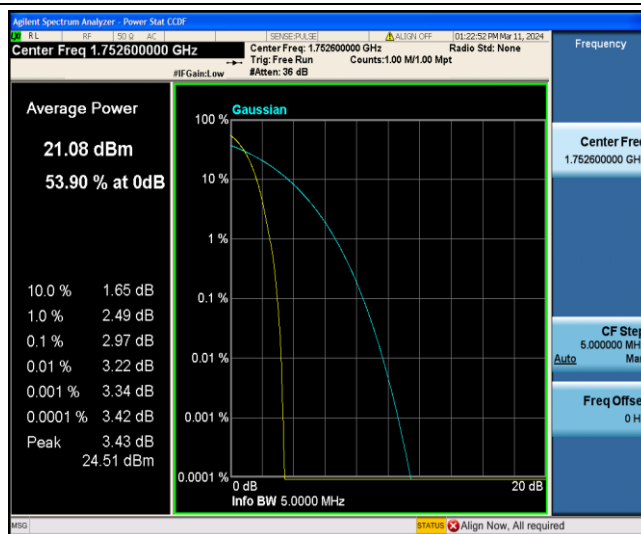 Agilent Spectrum Analyzer - Power Stat CCDF
RL RF 50 Ω AC SENSE:PULSE ALIGN OFF 01:22:52 PM Mar 11, 2024
Center Freq 1.752600000 GHz
Center Freq: 1.752600000 GHz Radio Std: None
Trig: Free Run Counts:1.00 M/1.00 Mpt
#IFGain:Low #Atten: 36 dB
Frequency
Average Power
21.08 dBm
53.90 % at 0dB
10.0 % 1.65 dB
1.0 % 2.49 dB
0.1 % 2.97 dB
0.01 % 3.22 dB
0.001 % 3.34 dB
0.0001 % 3.42 dB
Peak 3.43 dB
24.51 dBm
Gaussian
100 %
10 %
1 %
0.1 %
0.01 %
0.001 %
0.0001 %
0 dB 20 dB
Info BW 5.0000 MHz
Center Fre
1.752600000 GH
CF Step
5.000000 MH
Auto Ma
Freq Offse
0 H
MSG STATUS Align Now, All required